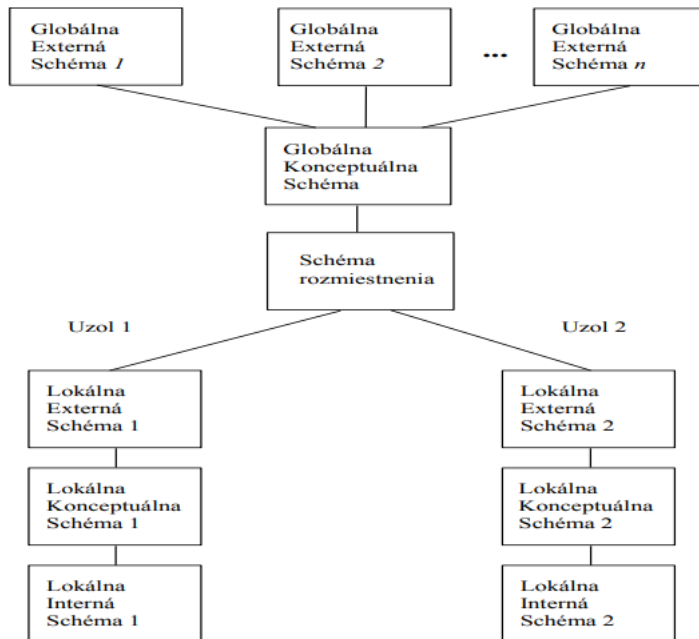 Globálna
Externá
Schéma 1
Globálna
Externá
Schéma 2
...
Globálna
Externá
Schéma n
Globálna
Konceptuálna
Schéma
Schéma
rozmiestnenia
Uzol 1
Uzol 2
Lokálna
Externá
Schéma 1
Lokálna
Externá
Schéma 2
Lokálna
Konceptuálna
Schéma 1
Lokálna
Konceptuálna
Schéma 2
Lokálna
Interná
Schéma 1
Lokálna
Interná
Schéma 2